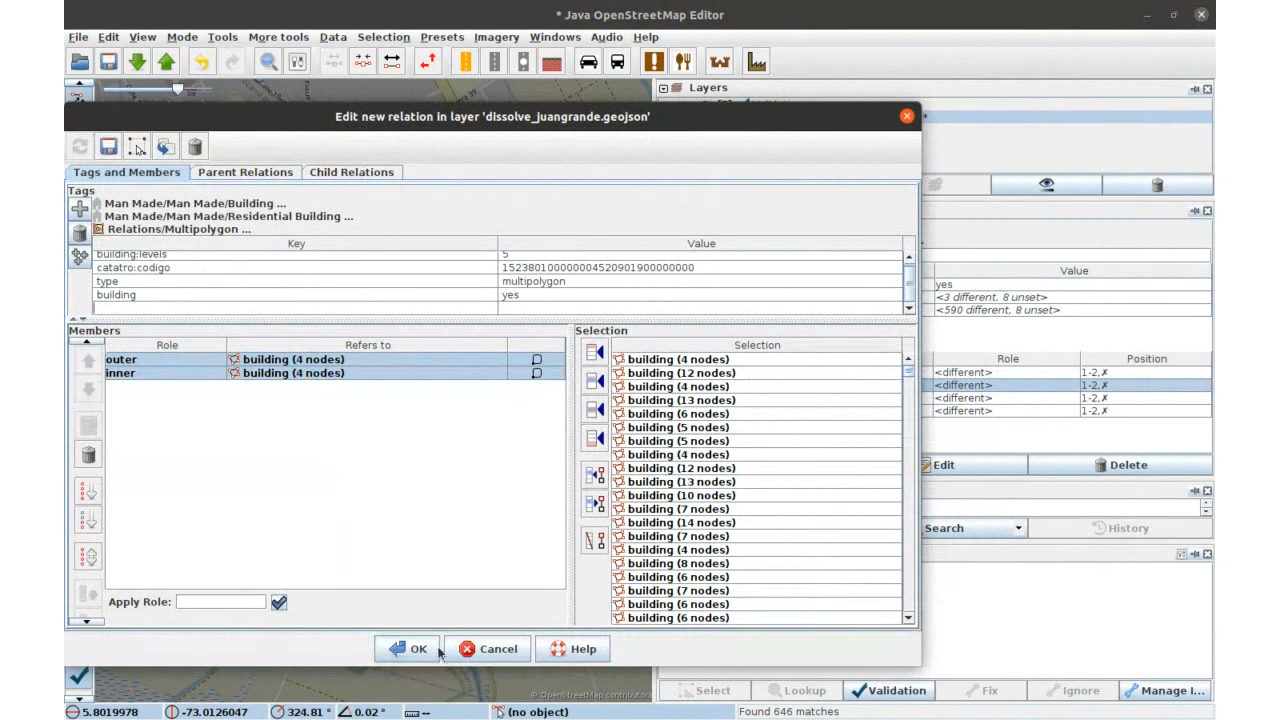 * Java OpenStreetMap Editor
File Edit View Mode Tools More tools Data Selection Presets Imagery Windows Audio Help
Layers
Edit new relation in layer 'dissolve_juangrande.geojson'
Tags and Members Parent Relations Child Relations
Tags
Man Made/Man Made/Building ...
Man Made/Man Made/Residential Building ...
Relations/Multipolygon ...
Key Value
building:levels 5
catatro:codigo 152380100000004520901900000000
type multipolygon
building yes
Members
Role Refers to
outer building (4 nodes)
inner building (4 nodes)
Apply Role:
Selection
Selection
building (4 nodes)
building (12 nodes)
building (4 nodes)
building (13 nodes)
building (6 nodes)
building (5 nodes)
building (5 nodes)
building (4 nodes)
building (12 nodes)
building (13 nodes)
building (10 nodes)
building (7 nodes)
building (14 nodes)
building (7 nodes)
building (4 nodes)
building (8 nodes)
building (6 nodes)
building (7 nodes)
building (6 nodes)
building (6 nodes)
OK Cancel Help
Value
yes
<3 different, 8 unset>
<590 different, 8 unset>
Role Position
<different> 1-2,✗
<different> 1-2,✗
<different> 1-2,✗
<different> 1-2,✗
Edit Delete
Search History
Select Lookup Validation Fix Ignore Manage l...
© OpenStreetMap contributors
5.8019978 -73.0126047 324.81 ° 0.02 ° -- (no object) Found 646 matches